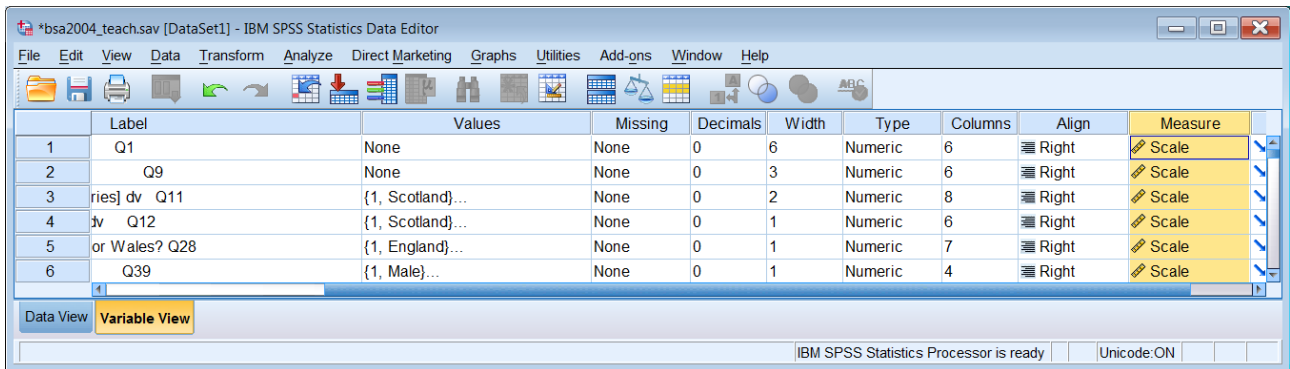 *bsa2004_teach.sav [DataSet1] - IBM SPSS Statistics Data Editor
File Edit View Data Transform Analyze Direct Marketing Graphs Utilities Add-ons Window Help
Label Values Missing Decimals Width Type Columns Align Measure
1 Q1 None None 0 6 Numeric 6 Right Scale
2 Q9 None None 0 3 Numeric 6 Right Scale
3 ries] dv Q11 {1, Scotland}... None 0 2 Numeric 8 Right Scale
4 dv Q12 {1, Scotland}... None 0 1 Numeric 6 Right Scale
5 or Wales? Q28 {1, England}... None 0 1 Numeric 7 Right Scale
6 Q39 {1, Male}... None 0 1 Numeric 4 Right Scale
Data View Variable View
IBM SPSS Statistics Processor is ready Unicode:ON